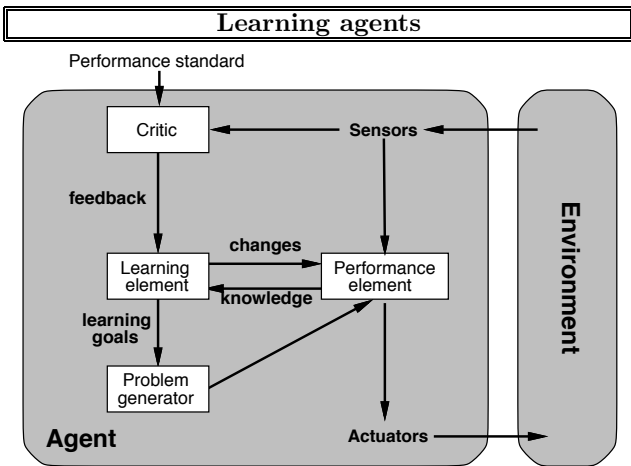 Learning agents
Performance standard
Critic
Sensors
feedback
changes
Learning
element
Performance
element
knowledge
learning
goals
Problem
generator
Agent
Actuators
Environment